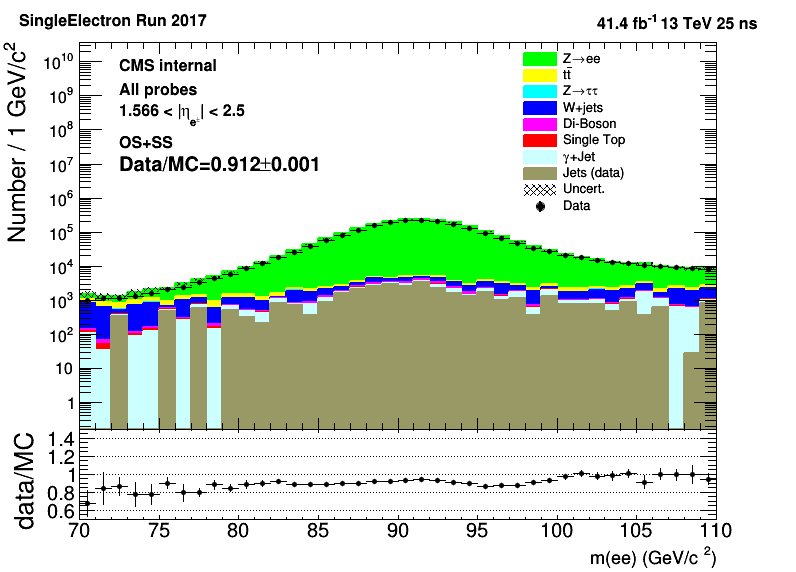 SingleElectron Run 2017
41.4 fb⁻¹ 13 TeV 25 ns
Number / 1 GeV/c²
10¹⁰
10⁹
10⁸
10⁷
10⁶
10⁵
10⁴
10³
10²
10
1
CMS internal
All probes
1.566 < |η_e±| < 2.5
OS+SS
Data/MC=0.912±0.001
Z→ee
tt̄
Z→ττ
W+jets
Di-Boson
Single Top
γ+Jet
Jets (data)
Uncert.
Data
data/MC
1.4
1.2
1
0.8
0.6
70 75 80 85 90 95 100 105 110
m(ee) (GeV/c²)